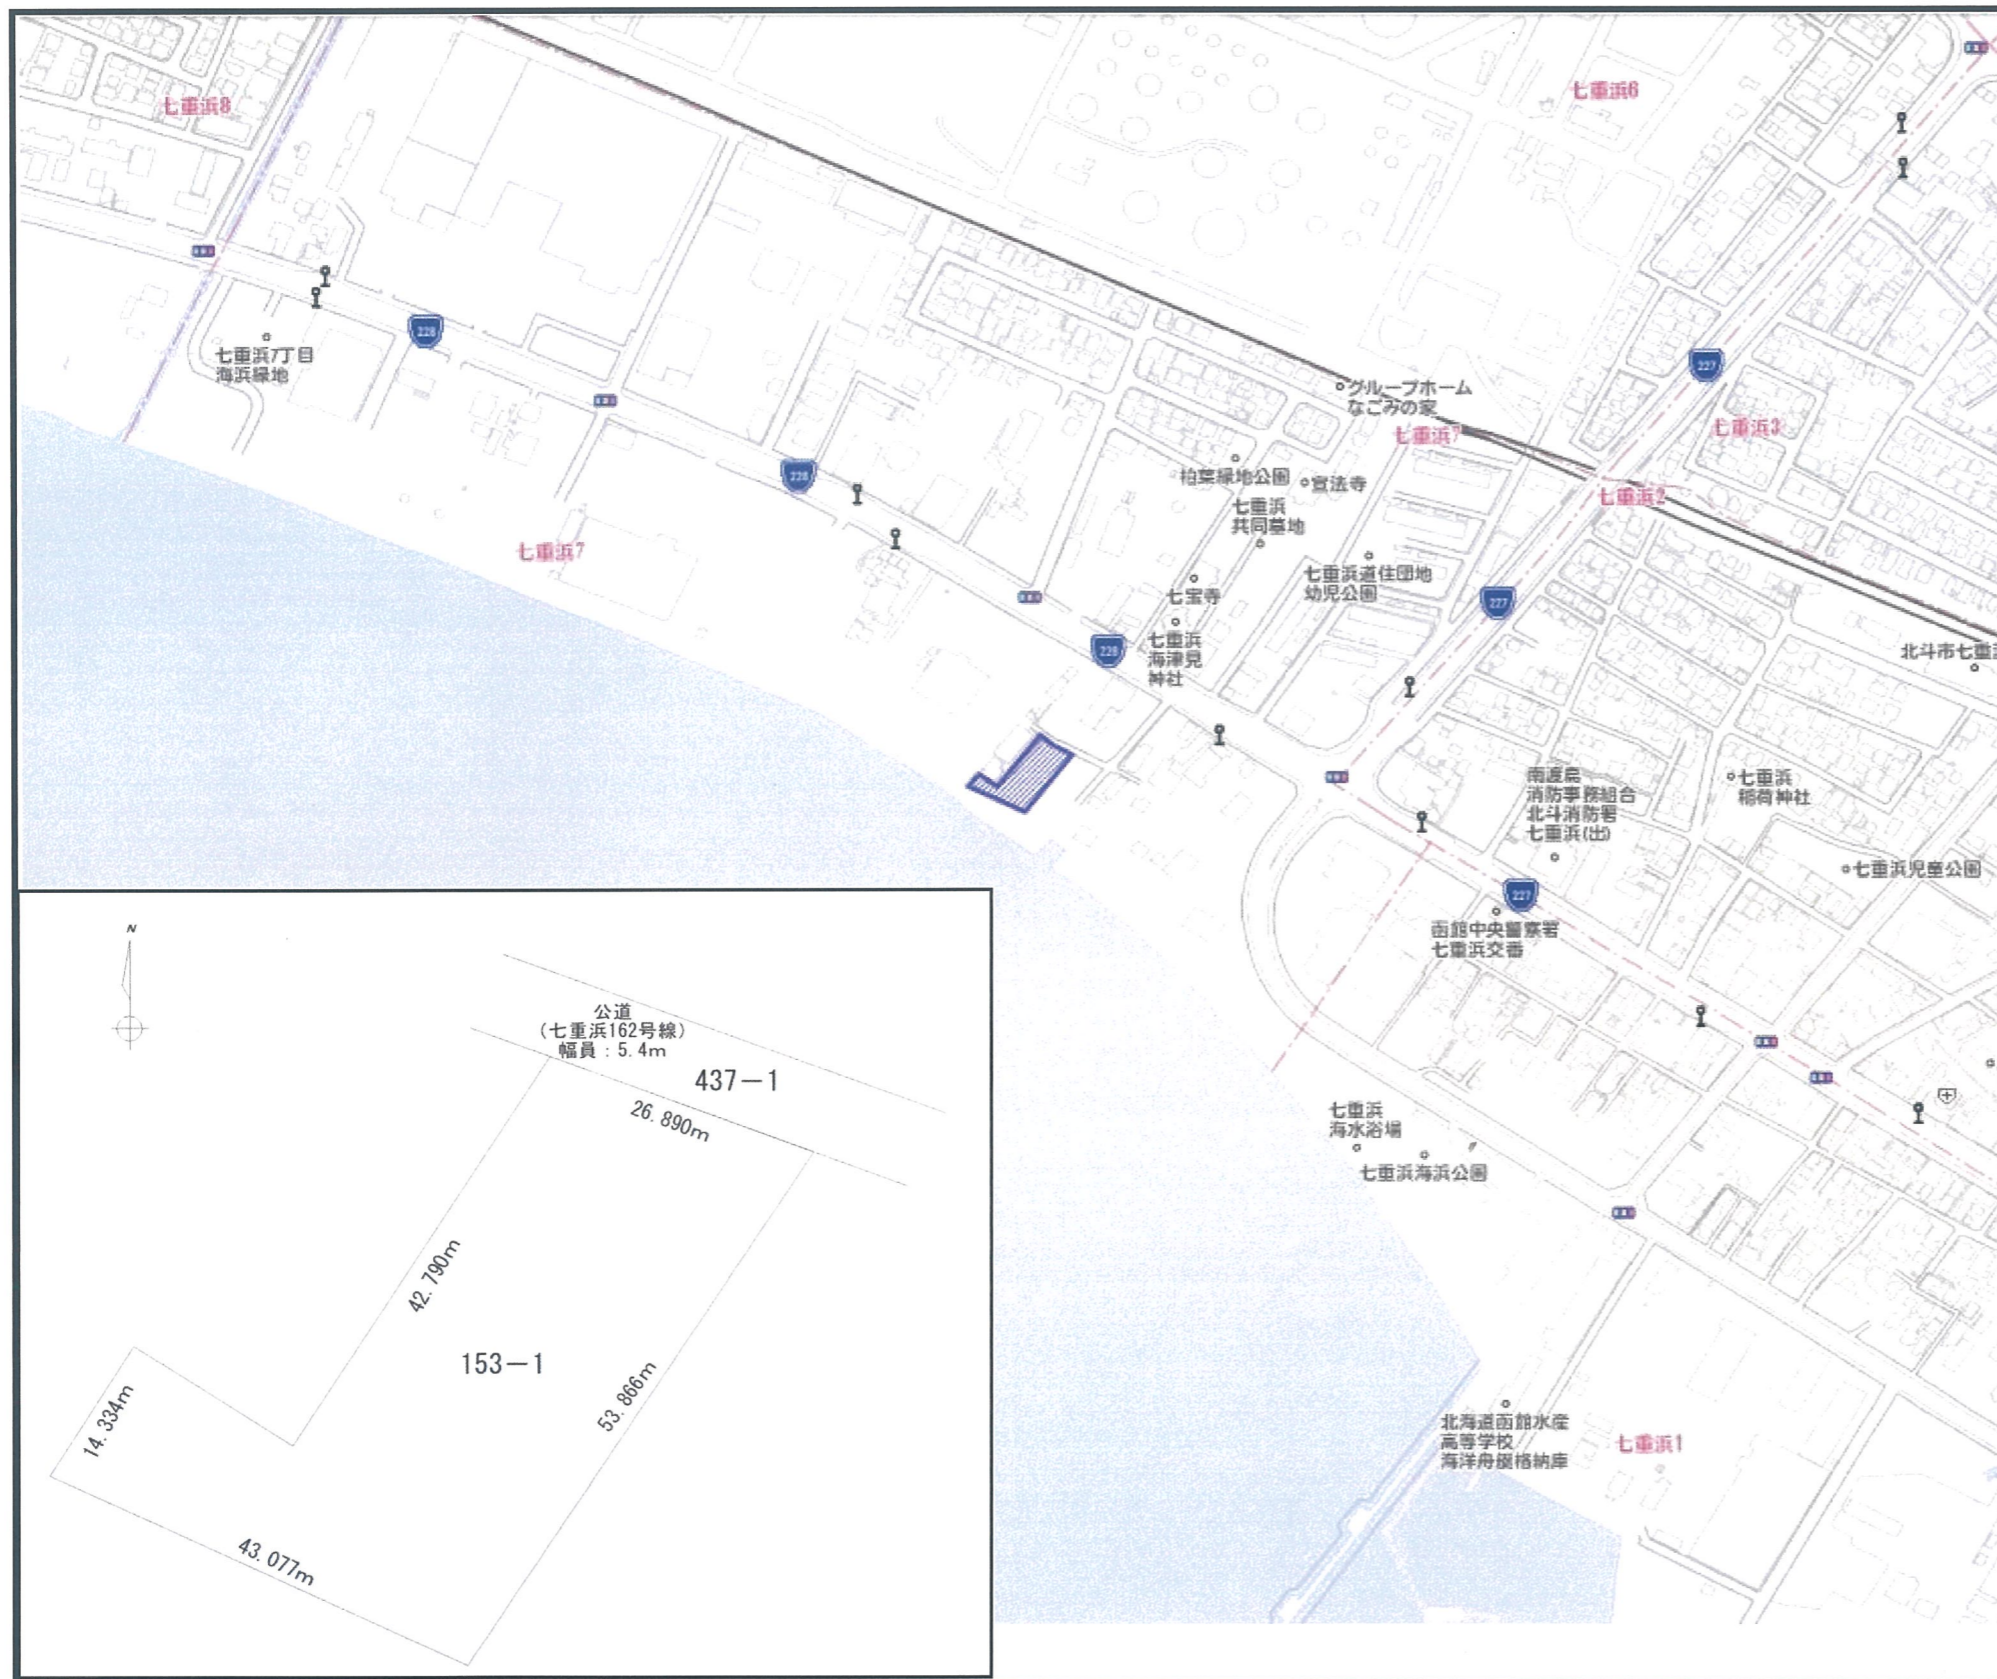 七重浜8
七重浜6
228
七重浜7丁目
海浜緑地
227
グループホーム
なごみの家
七重浜7
七重浜3
228
柏葉緑地公園
宣法寺
七重浜2
七重浜
共同墓地
七重浜7
七重浜道住団地
幼児公園
七宝寺
227
228
七重浜
海津見
神社
北斗市七重
南渡島
消防事務組合
北斗消防署
七重浜(出)
七重浜
稲荷神社
七重浜児童公園
227
函館中央警察署
七重浜交番
七重浜
海水浴場
七重浜海浜公園
北海道函館水産
高等学校
海洋舟艇格納庫
七重浜1
N
公道
(七重浜162号線)
幅員：5.4m
437－1
26.890m
42.790m
153－1
53.866m
14.334m
43.077m